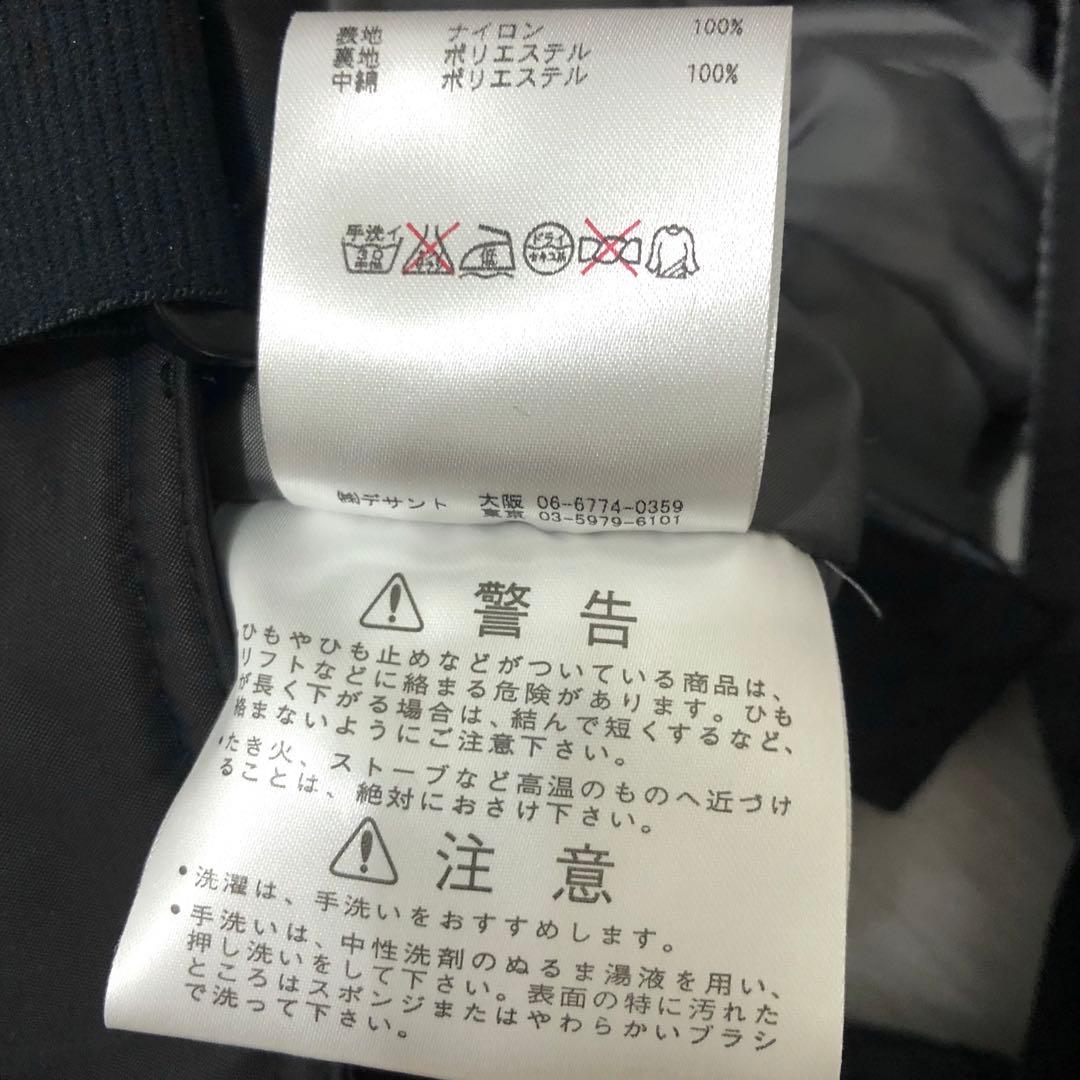 表地 ナイロン 100%
裏地 ポリエステル
中綿 ポリエステル 100%
手洗イ
30
中性
低
ドライ
セキユ系
㈱デサント 大阪 06-6774-0359
東京 03-5979-6101
警告
ひもやひも止めなどがついている商品は、
リフトなどに絡まる危険があります。ひも
が長く下がる場合は、結んで短くするなど、
絡まないようにご注意下さい。
・たき火、ストーブなど高温のものへ近づけ
ることは、絶対におさけ下さい。
注意
・洗濯は、手洗いをおすすめします。
・手洗いは、中性洗剤のぬるま湯液を用い、
押し洗いをして下さい。表面の特に汚れた
ところはスポンジまたはやわらかいブラシ
で洗って下さい。